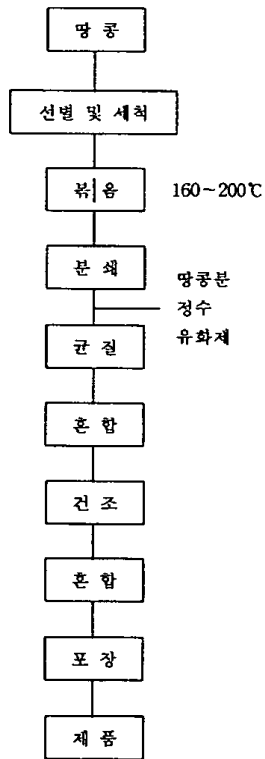 땅 콩
선별 및 세척
볶 음 160~200℃
분 쇄
땅콩분
정수
유화제
균 질
혼 합
건 조
혼 합
포 장
제 품